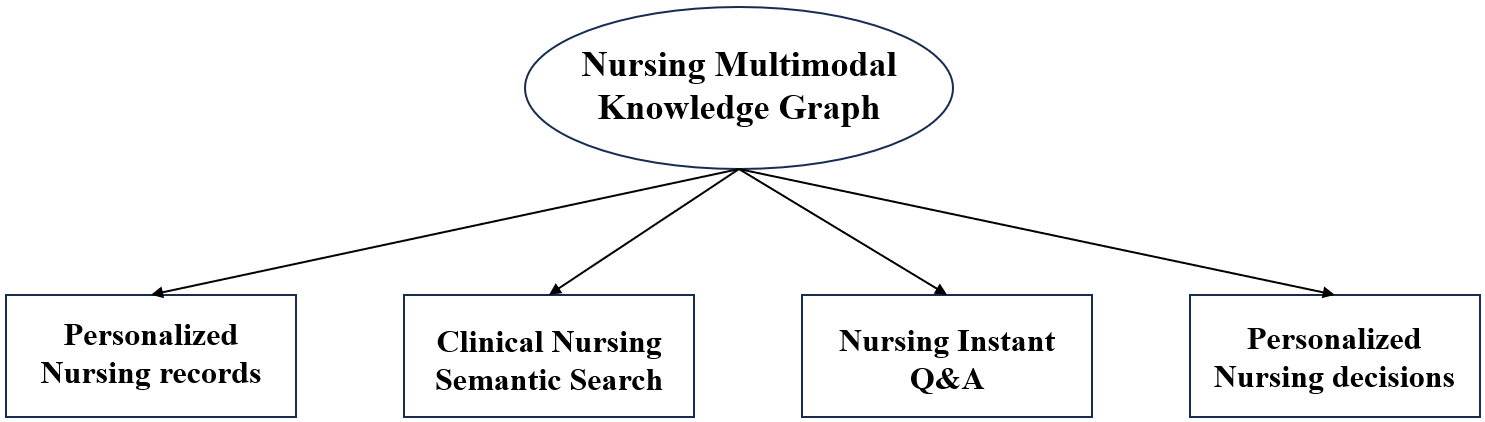 Nursing Multimodal
Knowledge Graph
Personalized
Nursing records
Clinical Nursing
Semantic Search
Nursing Instant
Q&A
Personalized
Nursing decisions